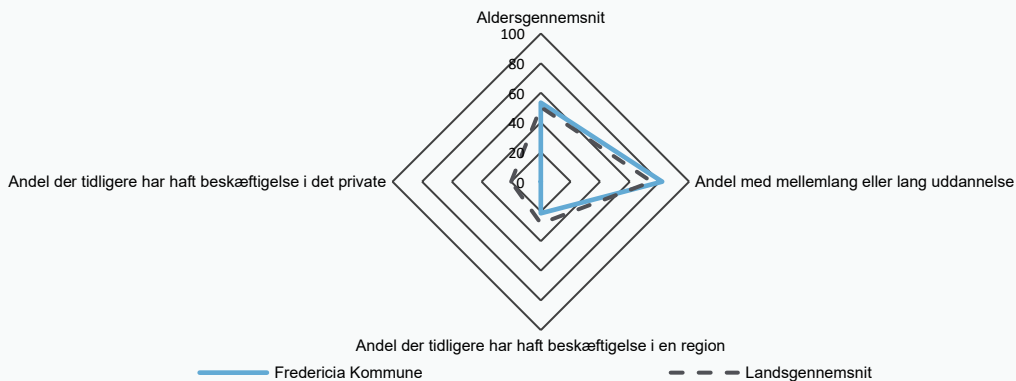 Aldersgennemsnit
100
80
60
40
20
0
Andel der tidligere har haft beskæftigelse i det private
Andel med mellemlang eller lang uddannelse
Andel der tidligere har haft beskæftigelse i en region
Fredericia Kommune
Landsgennemsnit